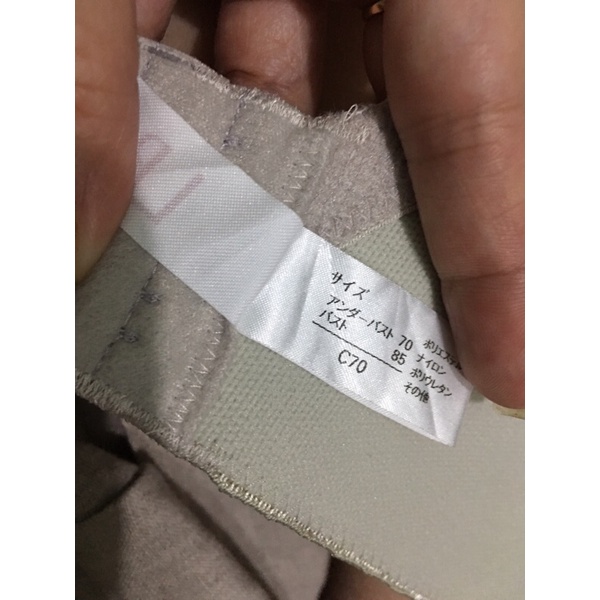 サイズ
アンダーバスト 70
バスト 85
C70
ポリエステル
ナイロン
ポリウレタン
その他